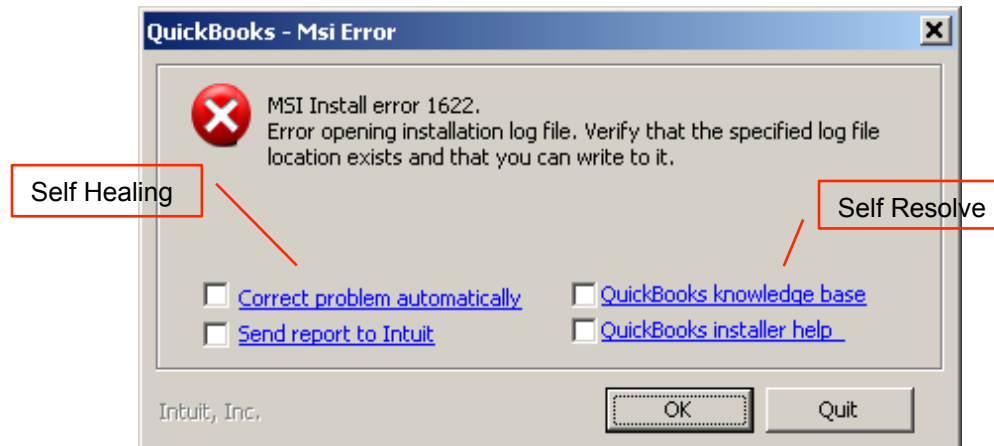 QuickBooks - Msi Error
MSI Install error 1622.
Error opening installation log file. Verify that the specified log file
location exists and that you can write to it.
Self Healing
Self Resolve
Correct problem automatically
QuickBooks knowledge base
Send report to Intuit
QuickBooks installer help
Intuit, Inc.
OK
Quit